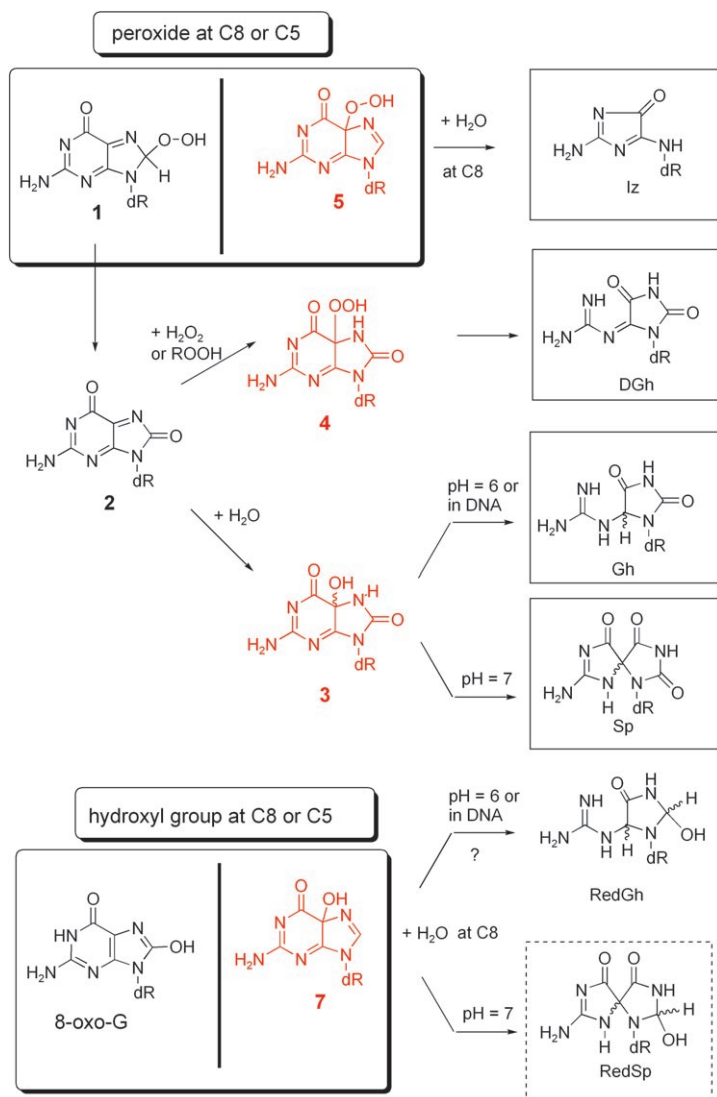 peroxide at C8 or C5
O
N
N
O-OH
H₂N
N
N
H
dR
1
O
O-OH
N
N
H₂N
N
N
dR
5
+ H₂O
at C8
N
O
H₂N
N
NH
dR
Iz
+ H₂O₂
or ROOH
O
OOH
H
N
N
O
H₂N
N
N
dR
4
NH
O
NH
H₂N
N
N
O
dR
DGh
O
N
N
O
H₂N
N
N
dR
2
+ H₂O
O
OH
N
N-H
O
H₂N
N
N
dR
3
pH = 6 or
in DNA
NH
O
NH
H₂N
N
H
H
N
O
dR
Gh
pH = 7
O
O
N
NH
H₂N
N
H
N
O
dR
Sp
hydroxyl group at C8 or C5
O
HN
N
OH
H₂N
N
N
dR
8-oxo-G
O
OH
N
N
H₂N
N
N
dR
7
pH = 6 or
in DNA
?
+ H₂O at C8
pH = 7
NH
O
NH
H
H₂N
N
H
H
N
OH
dR
RedGh
O
O
N
NH
H
H₂N
N
H
N
OH
dR
RedSp